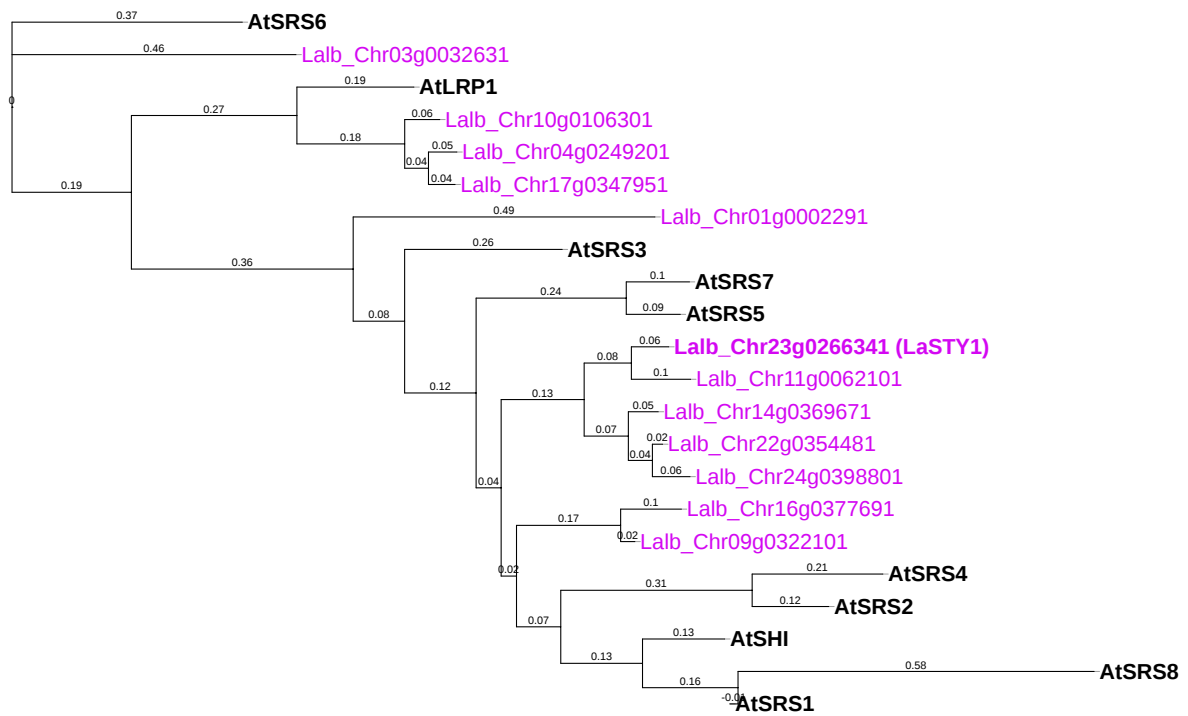 0.37
AtSRS6
0.46
Lalb_Chr03g0032631
0.19
AtLRP1
0
0.27
0.06
Lalb_Chr10g0106301
0.18
0.05
Lalb_Chr04g0249201
0.04
0.04
Lalb_Chr17g0347951
0.19
0.49
Lalb_Chr01g0002291
0.26
AtSRS3
0.36
0.1
AtSRS7
0.24
0.09
AtSRS5
0.08
0.06
Lalb_Chr23g0266341 (LaSTY1)
0.08
0.1
Lalb_Chr11g0062101
0.12
0.13
0.05
Lalb_Chr14g0369671
0.07
0.02
Lalb_Chr22g0354481
0.04
0.06
Lalb_Chr24g0398801
0.04
0.1
Lalb_Chr16g0377691
0.17
0.02
Lalb_Chr09g0322101
0.02
0.21
AtSRS4
0.31
0.12
AtSRS2
0.07
0.13
AtSHI
0.13
0.58
AtSRS8
0.16
-0.01
AtSRS1